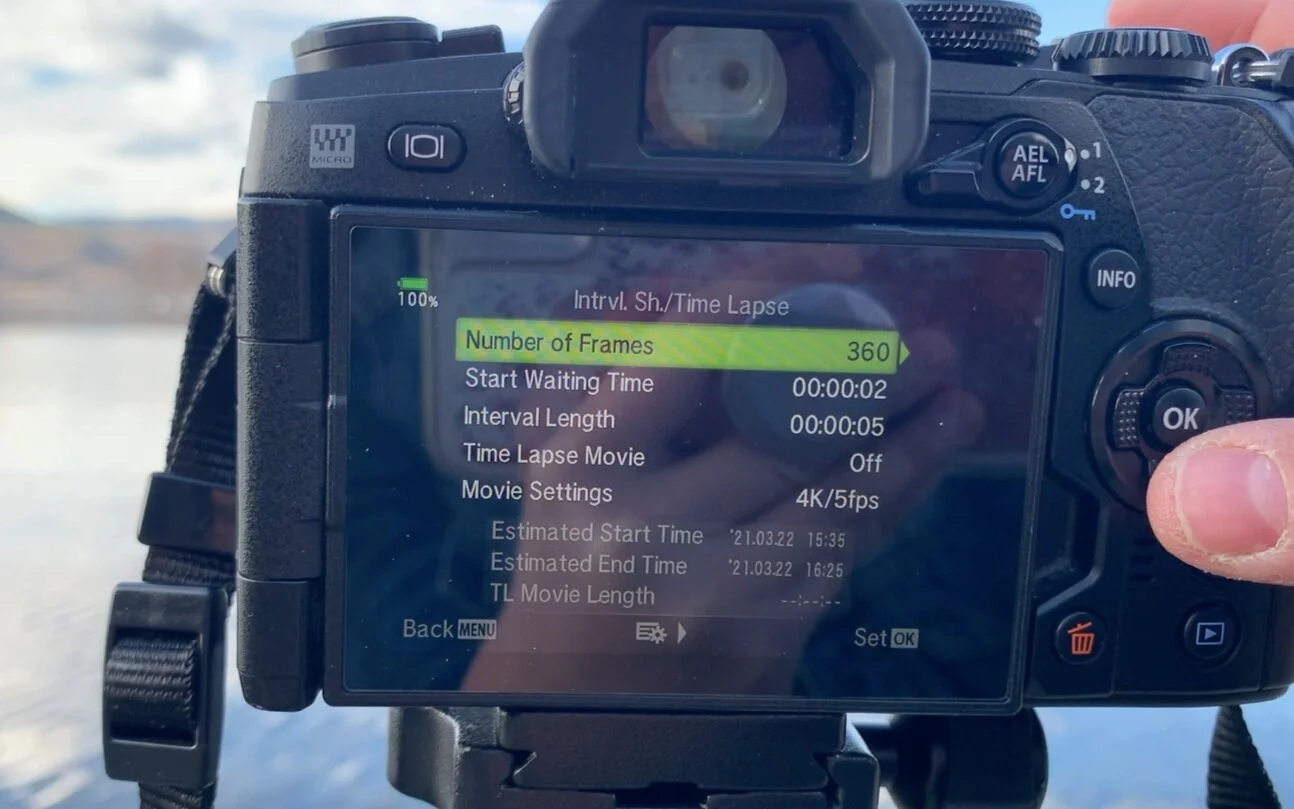 MICRO
AEL
AFL
1
2
INFO
100%
Intrvl. Sh./Time Lapse
Number of Frames 360
Start Waiting Time 00:00:02
Interval Length 00:00:05
Time Lapse Movie Off
Movie Settings 4K/5fps
Estimated Start Time '21.03.22 15:35
Estimated End Time '21.03.22 16:25
TL Movie Length --:--:--
Back MENU
Set OK
OK